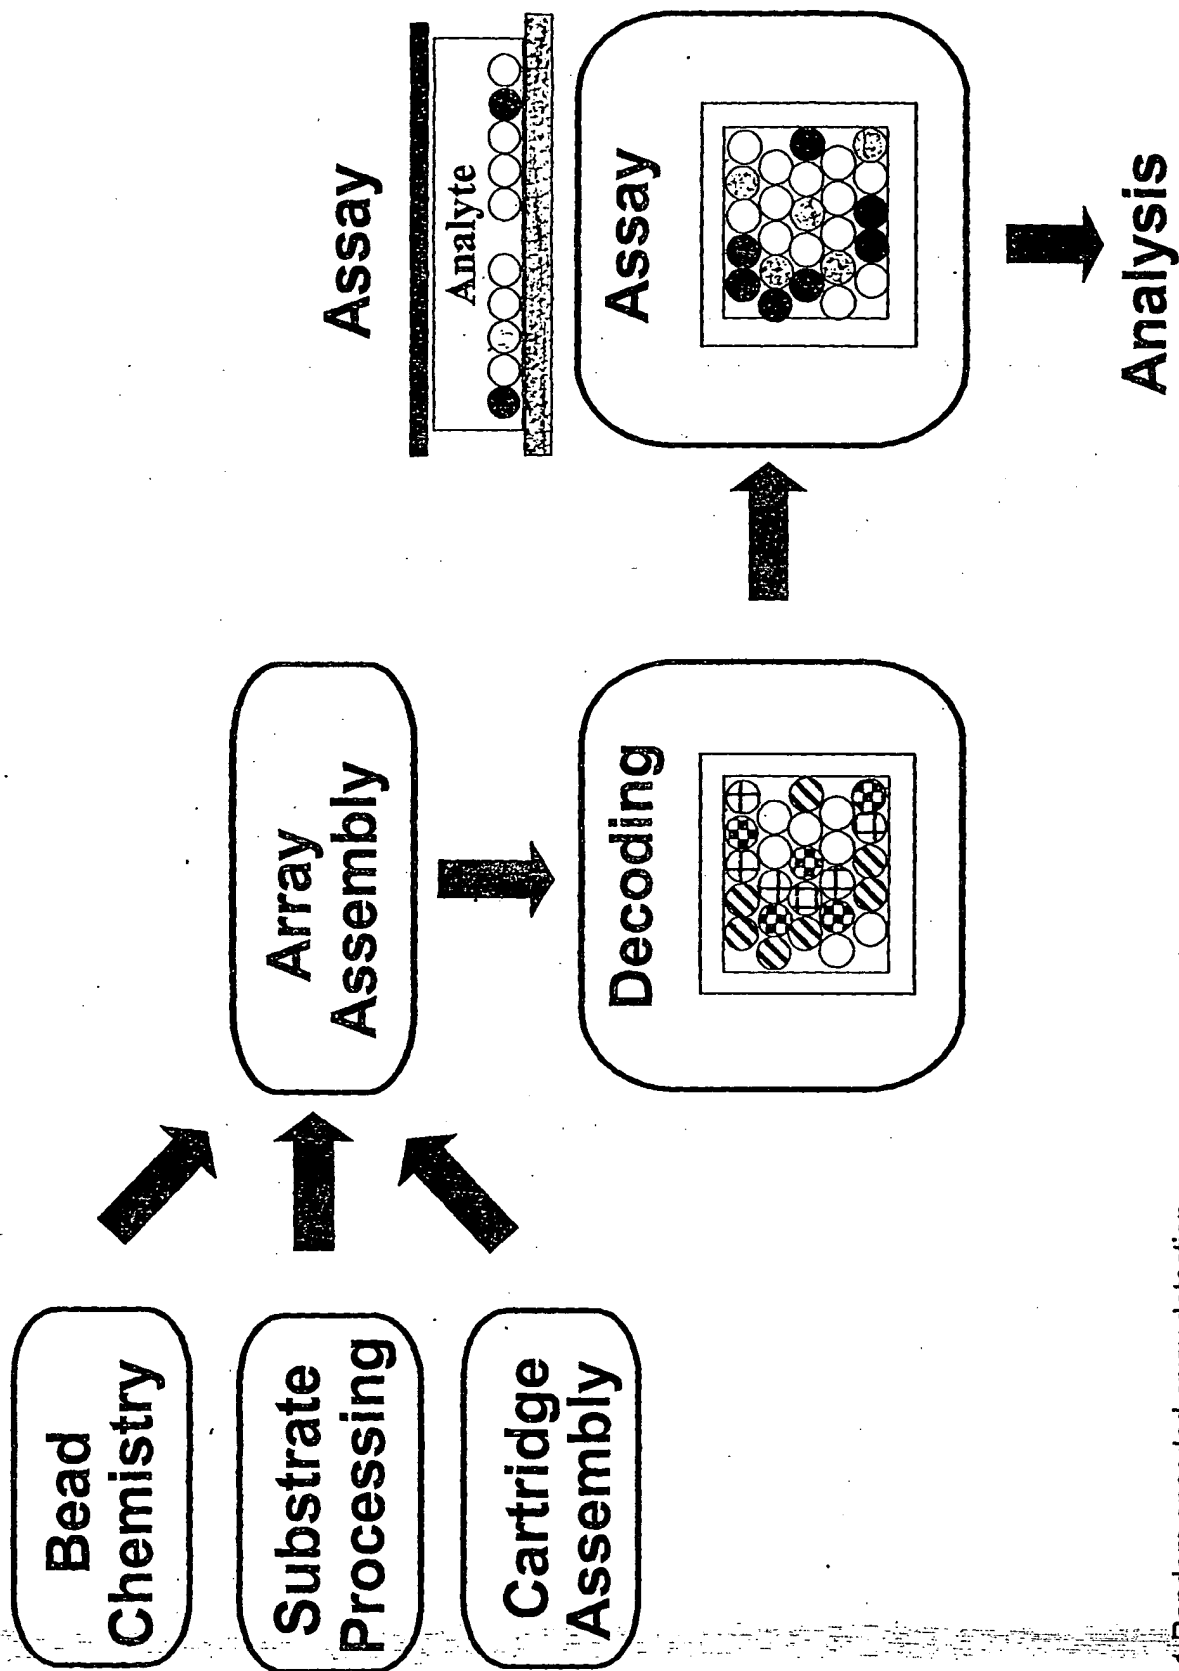 Bead
Chemistry
Substrate
Processing
Cartridge
Assembly
Array
Assembly
Decoding
Assay
Analyte
Assay
Analysis